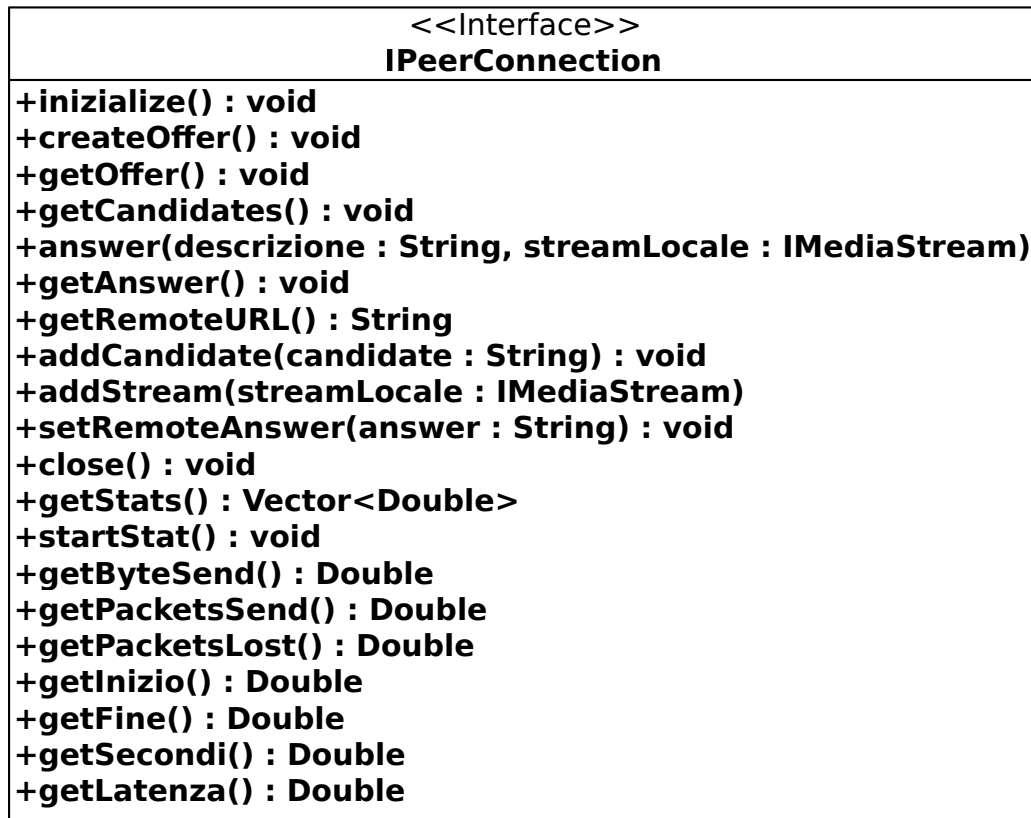 <<Interface>>
IPeerConnection
+inizialize() : void
+createOffer() : void
+getOffer() : void
+getCandidates() : void
+answer(descrizione : String, streamLocale : IMediaStream)
+getAnswer() : void
+getRemoteURL() : String
+addCandidate(candidate : String) : void
+addStream(streamLocale : IMediaStream)
+setRemoteAnswer(answer : String) : void
+close() : void
+getStats() : Vector<Double>
+startStat() : void
+getByteSend() : Double
+getPacketsSend() : Double
+getPacketsLost() : Double
+getInizio() : Double
+getFine() : Double
+getSecondi() : Double
+getLatenza() : Double